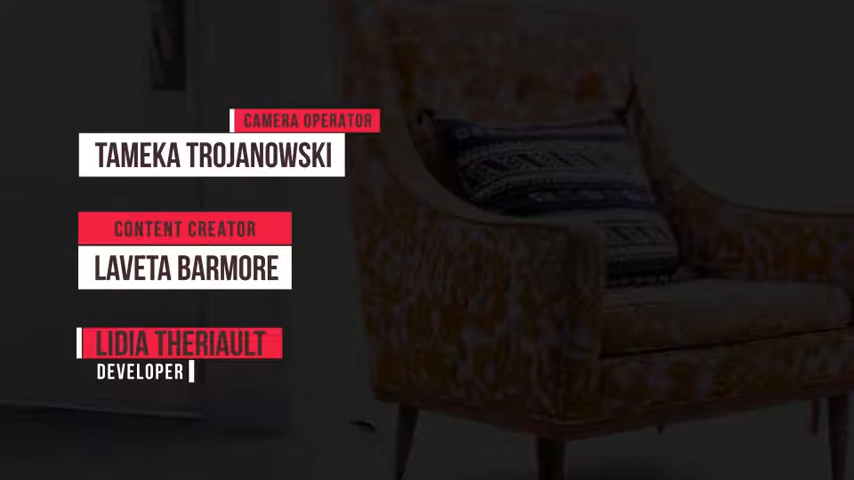 CAMERA OPERATOR
TAMEKA TROJANOWSKI
CONTENT CREATOR
LAVETA BARMORE
LIDIA THERIAULT
DEVELOPER